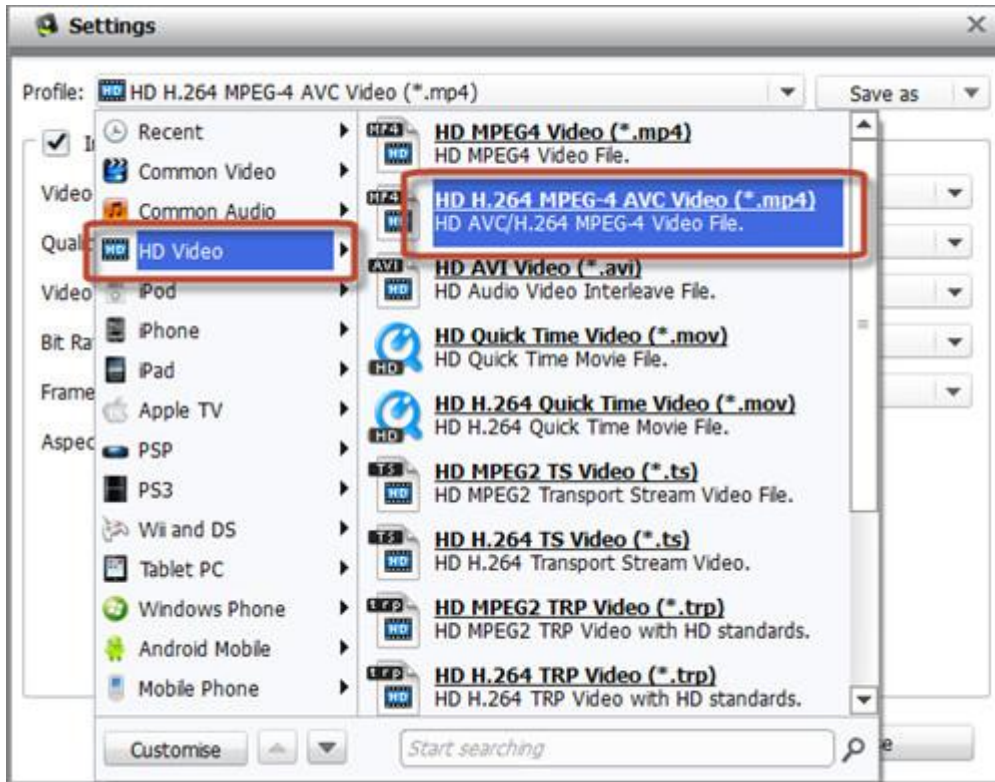 Settings
Profile: HD H.264 MPEG-4 AVC Video (*.mp4)
Save as
Video
Bit
Frame
Recent
Common Video
Common Audio
HD Video
iPod
iPhone
iPad
Apple TV
PSP
PS3
Wii and DS
Tablet PC
Windows Phone
Android Mobile
Mobile Phone
HD MPEG4 Video (*.mp4)
HD MPEG4 Video File.
HD H.264 MPEG-4 AVC Video (*.mp4)
HD AVC/H.264 MPEG-4 Video File.
HD AVI Video (*.avi)
HD Audio Video Interleave File.
HD Quick Time Video (*.mov)
HD Quick Time Movie File.
HD H.264 Quick Time Video (*.mov)
HD H.264 Quick Time Movie File.
HD MPEG2 TS Video (*.ts)
HD MPEG2 Transport Stream Video File.
HD H.264 TS Video (*.ts)
HD H.264 Transport Stream Video.
HD MPEG2 TRP Video (*.trp)
HD MPEG2 TRP Video with HD standards.
HD H.264 TRP Video (*.trp)
HD H.264 TRP Video with HD standards.
Customise
Start searching